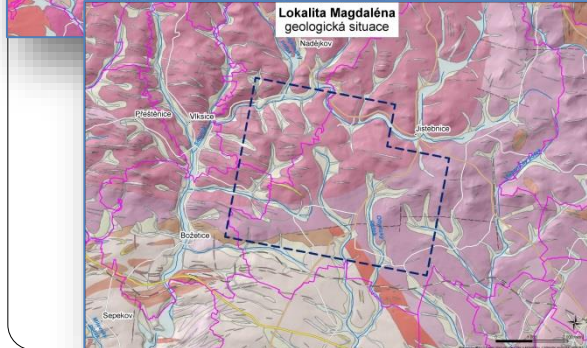 Lokalita Magdaléna
geologická situace
Nadějkov
Přeštěnice
Vlksice
Jistebnice
Božetice
Sepekov